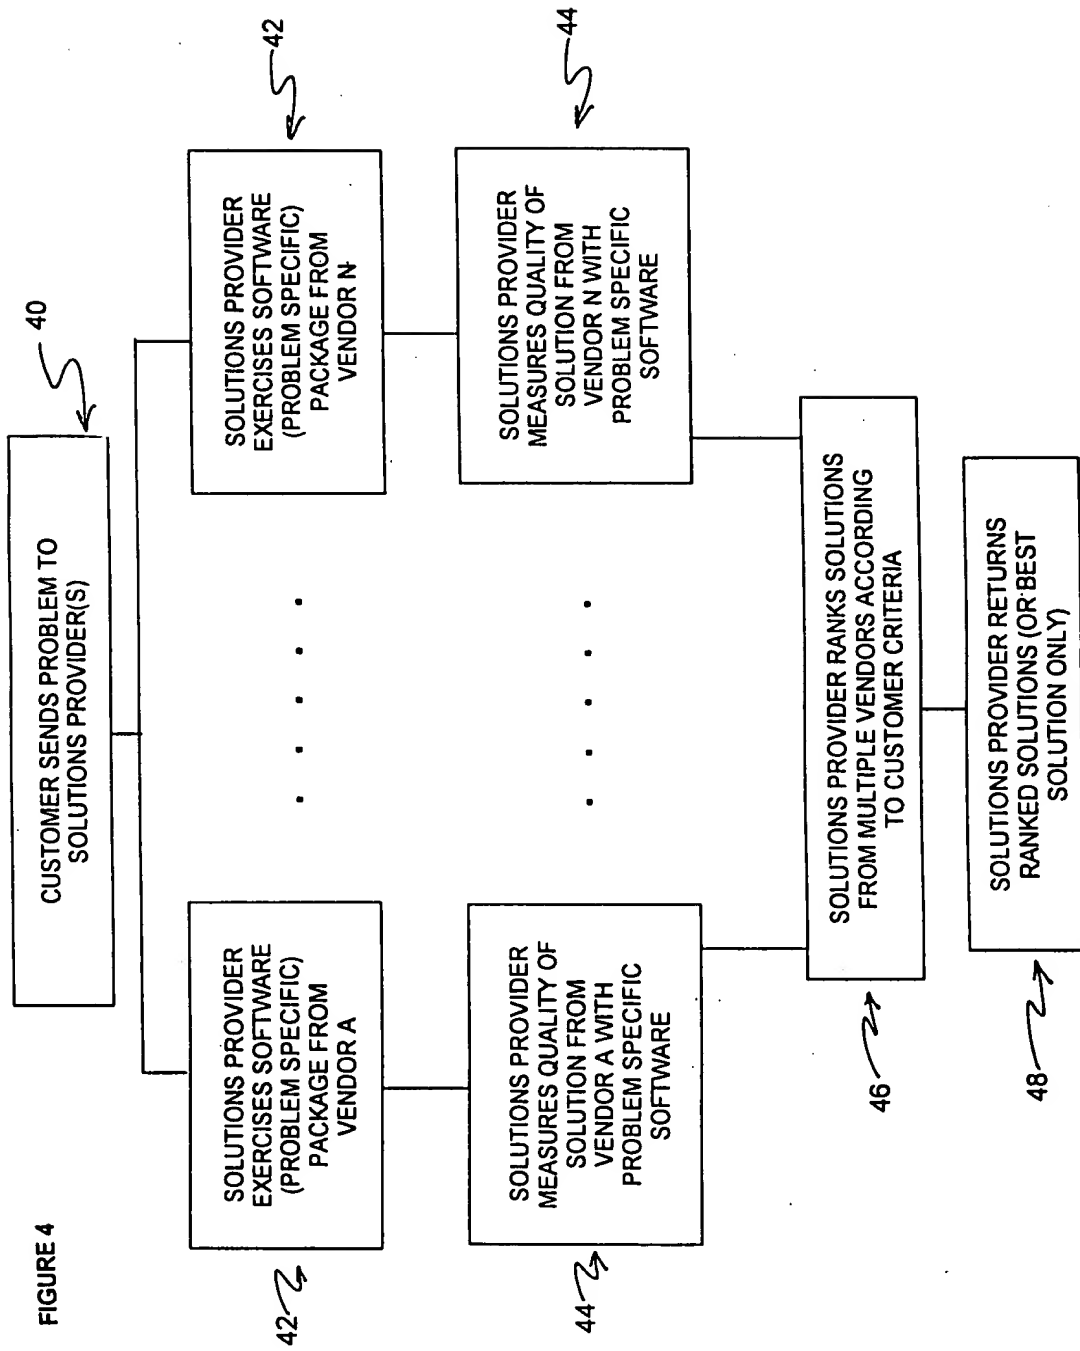 FIGURE 4
CUSTOMER SENDS PROBLEM TO
SOLUTIONS PROVIDER(S)
40
SOLUTIONS PROVIDER
EXERCISES SOFTWARE
(PROBLEM SPECIFIC)
PACKAGE FROM
VENDOR A
42
SOLUTIONS PROVIDER
EXERCISES SOFTWARE
(PROBLEM SPECIFIC)
PACKAGE FROM
VENDOR N
42
SOLUTIONS PROVIDER
MEASURES QUALITY OF
SOLUTION FROM
VENDOR A WITH
PROBLEM SPECIFIC
SOFTWARE
44
SOLUTIONS PROVIDER
MEASURES QUALITY OF
SOLUTION FROM
VENDOR N WITH
PROBLEM SPECIFIC
SOFTWARE
44
SOLUTIONS PROVIDER RANKS SOLUTIONS
FROM MULTIPLE VENDORS ACCORDING
TO CUSTOMER CRITERIA
46
SOLUTIONS PROVIDER RETURNS
RANKED SOLUTIONS (OR BEST
SOLUTION ONLY)
48